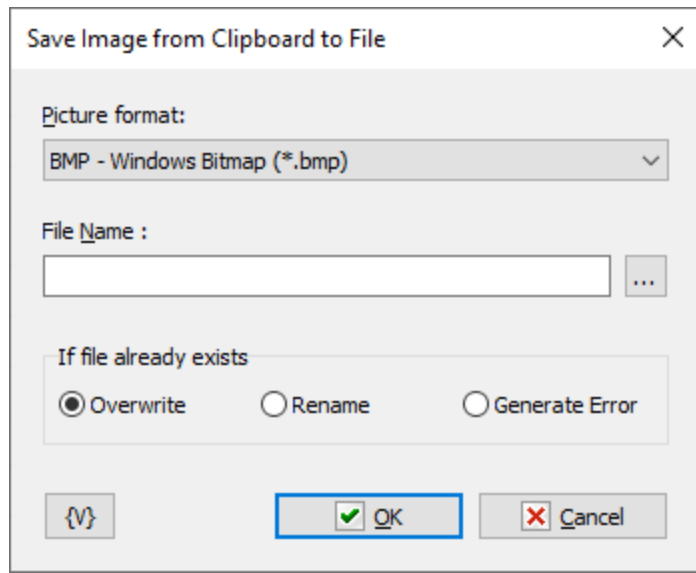 Save Image from Clipboard to File
Picture format:
BMP - Windows Bitmap (*.bmp)
File Name :
...
If file already exists
Overwrite Rename Generate Error
{V} OK Cancel